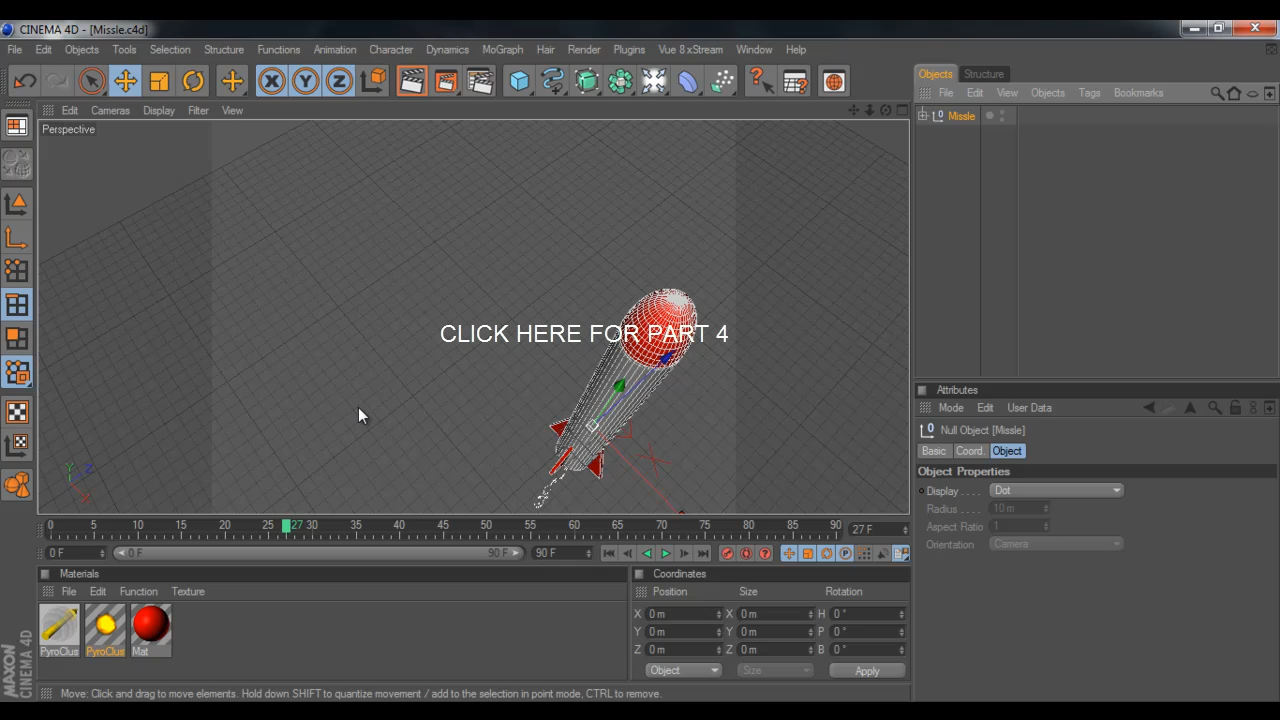 CINEMA 4D - [Missle.c4d]
File Edit Objects Tools Selection Structure Functions Animation Character Dynamics MoGraph Hair Render Plugins Vue 8 xStream Window Help
Objects Structure
File Edit View Objects Tags Bookmarks
Missle
Edit Cameras Display Filter View
Perspective
CLICK HERE FOR PART 4
Y Z X
Attributes
Mode Edit User Data
Null Object [Missle]
Basic Coord. Object
Object Properties
Display . . . . Dot
Radius . . . . 10 m
Aspect Ratio 1
Orientation Camera
0 5 10 15 20 25 27 30 35 40 45 50 55 60 65 70 75 80 85 90 27 F
0 F 0 F 90 F 90 F
Materials
File Edit Function Texture
PyroClus PyroClus Mat
Coordinates
Position Size Rotation
X 0 m X 0 m H 0 °
Y 0 m Y 0 m P 0 °
Z 0 m Z 0 m B 0 °
Object Size Apply
MAXON
CINEMA 4D
Move: Click and drag to move elements. Hold down SHIFT to quantize movement / add to the selection in point mode, CTRL to remove.